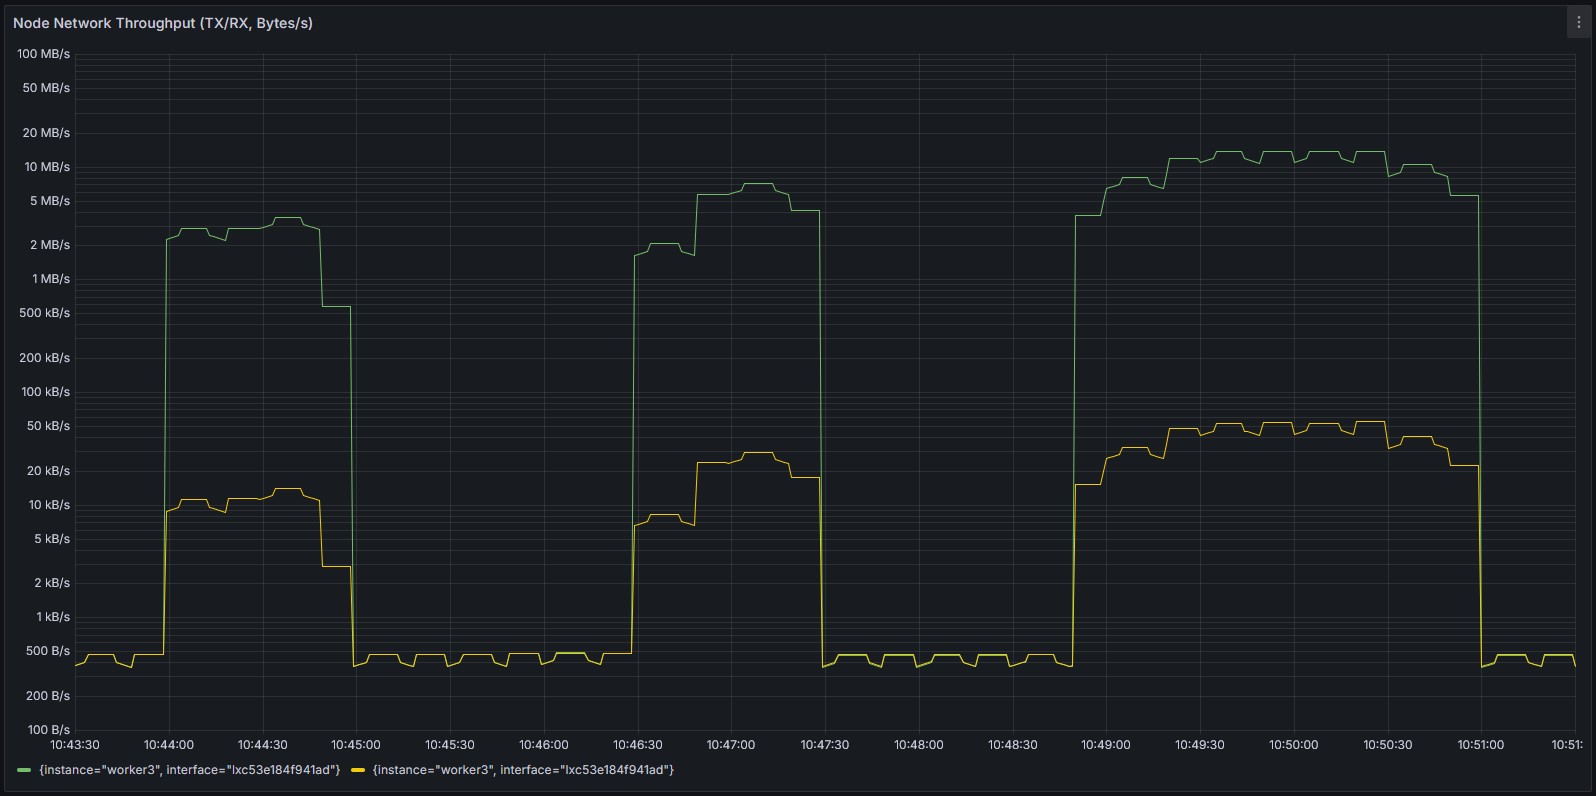 Node Network Throughput (TX/RX, Bytes/s)
100 MB/s
50 MB/s
20 MB/s
10 MB/s
5 MB/s
2 MB/s
1 MB/s
500 kB/s
200 kB/s
100 kB/s
50 kB/s
20 kB/s
10 kB/s
5 kB/s
2 kB/s
1 kB/s
500 B/s
200 B/s
100 B/s
10:43:30 10:44:00 10:44:30 10:45:00 10:45:30 10:46:00 10:46:30 10:47:00 10:47:30 10:48:00 10:48:30 10:49:00 10:49:30 10:50:00 10:50:30 10:51:00 10:51:
{instance="worker3", interface="lxc53e184f941ad"} {instance="worker3", interface="lxc53e184f941ad"}